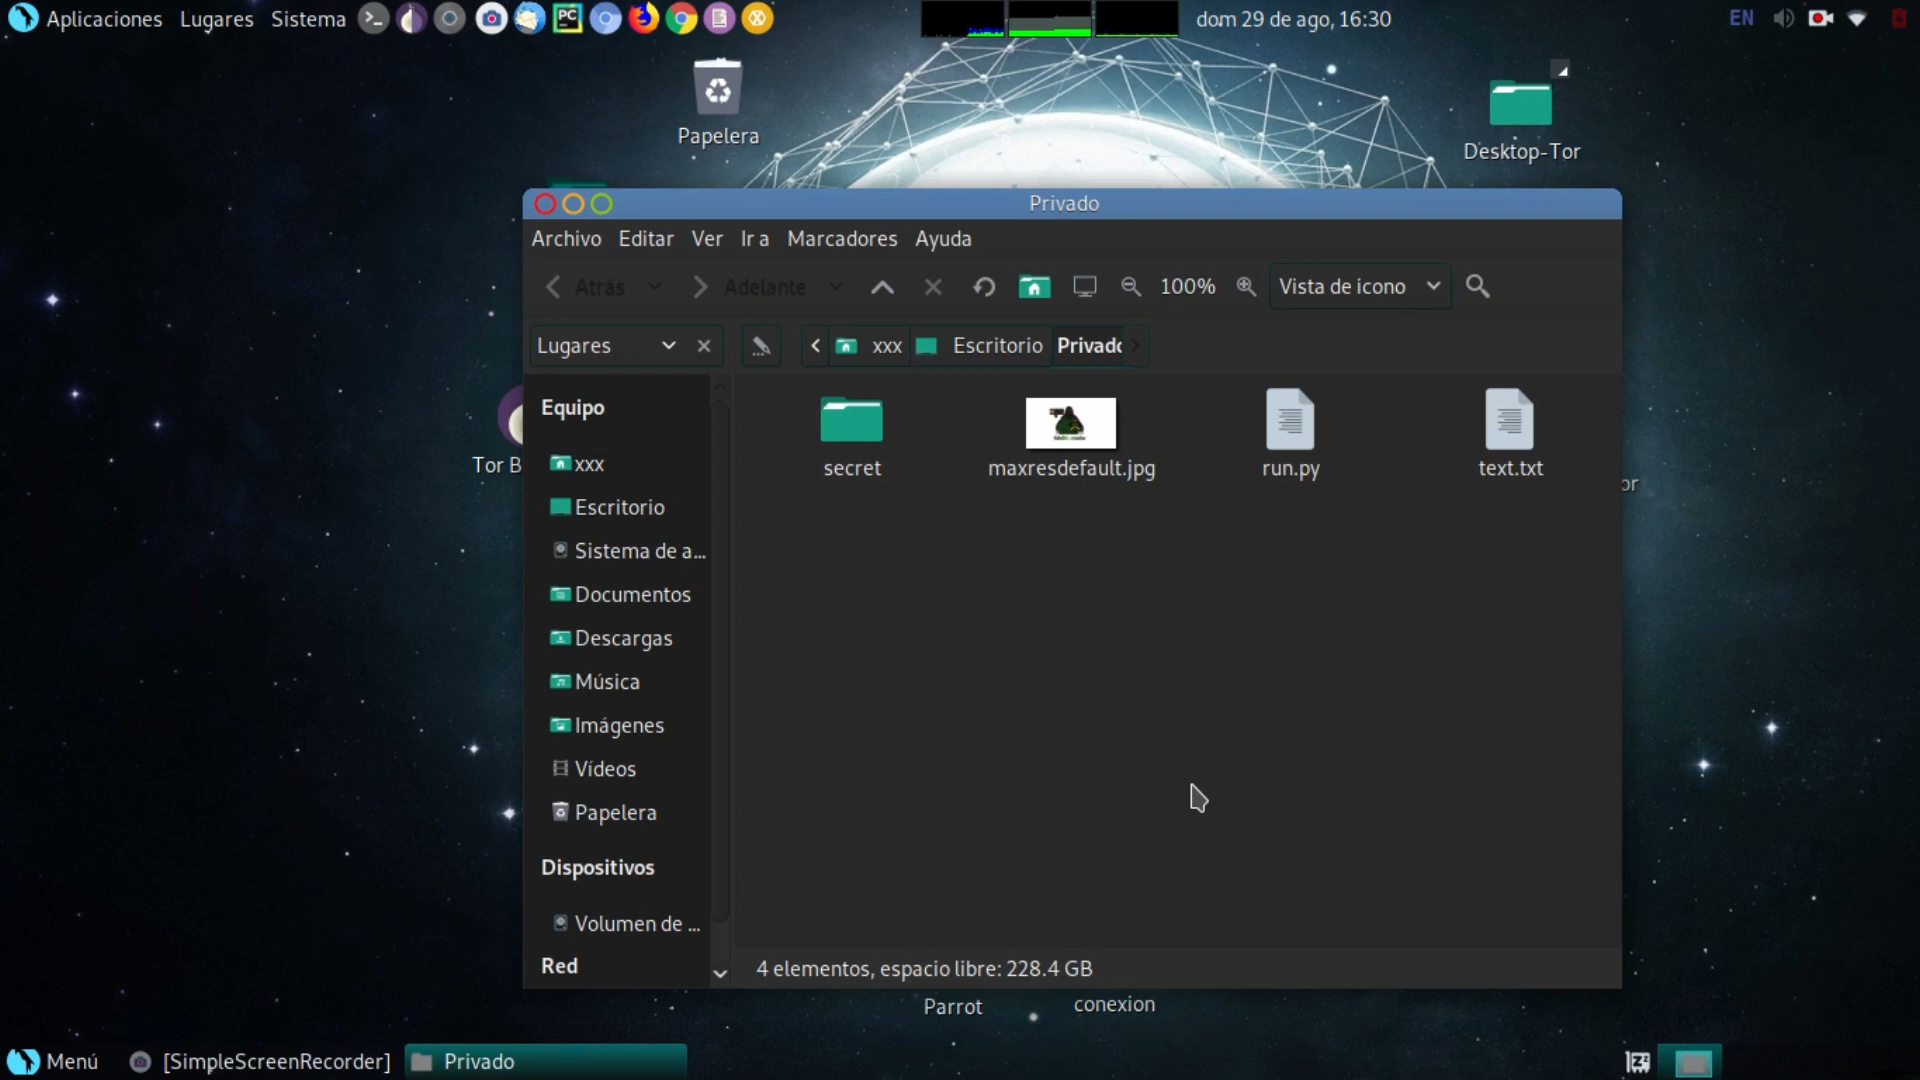 Aplicaciones Lugares Sistema PC dom 29 de ago, 16:30 EN
Papelera
Desktop-Tor
Privado
Archivo Editar Ver Ir a Marcadores Ayuda
Atrás Adelante 100% Vista de icono
Lugares xxx Escritorio Privado
Equipo
xxx
Escritorio
Sistema de a...
Documentos
Descargas
Música
Imágenes
Vídeos
Papelera
Dispositivos
Volumen de ...
Red
Tor B
secret maxresdefault.jpg run.py text.txt
or
4 elementos, espacio libre: 228.4 GB
Parrot conexion
Menú [SimpleScreenRecorder] Privado